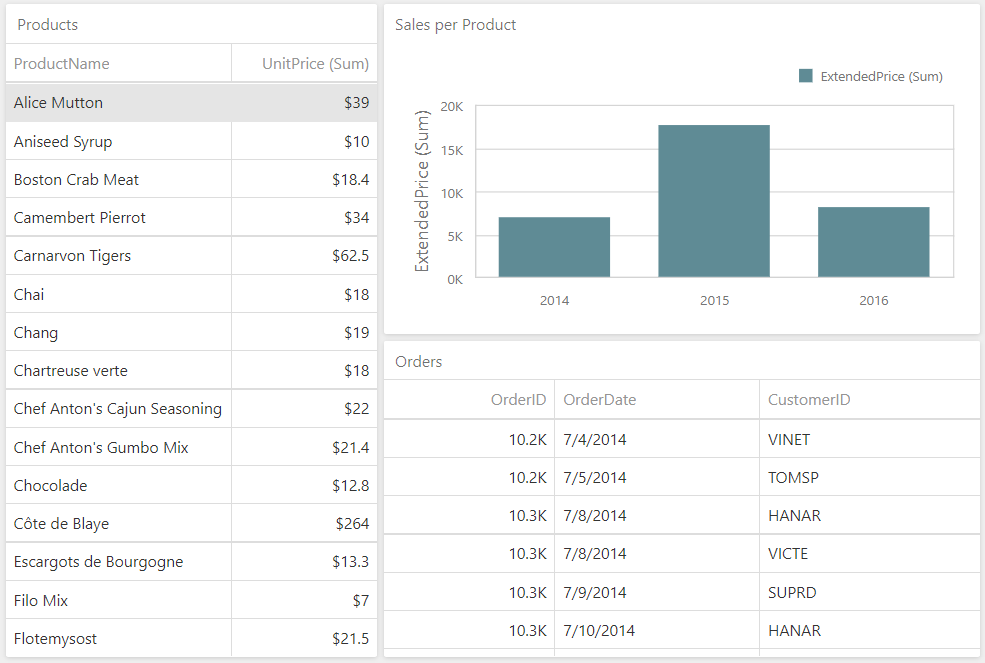 Products
ProductName UnitPrice (Sum)
Alice Mutton $39
Aniseed Syrup $10
Boston Crab Meat $18.4
Camembert Pierrot $34
Carnarvon Tigers $62.5
Chai $18
Chang $19
Chartreuse verte $18
Chef Anton's Cajun Seasoning $22
Chef Anton's Gumbo Mix $21.4
Chocolade $12.8
Côte de Blaye $264
Escargots de Bourgogne $13.3
Filo Mix $7
Flotemysost $21.5
Sales per Product
ExtendedPrice (Sum)
ExtendedPrice (Sum)
20K
15K
10K
5K
0K
2014 2015 2016
Orders
OrderID OrderDate CustomerID
10.2K 7/4/2014 VINET
10.2K 7/5/2014 TOMSP
10.3K 7/8/2014 HANAR
10.3K 7/8/2014 VICTE
10.3K 7/9/2014 SUPRD
10.3K 7/10/2014 HANAR